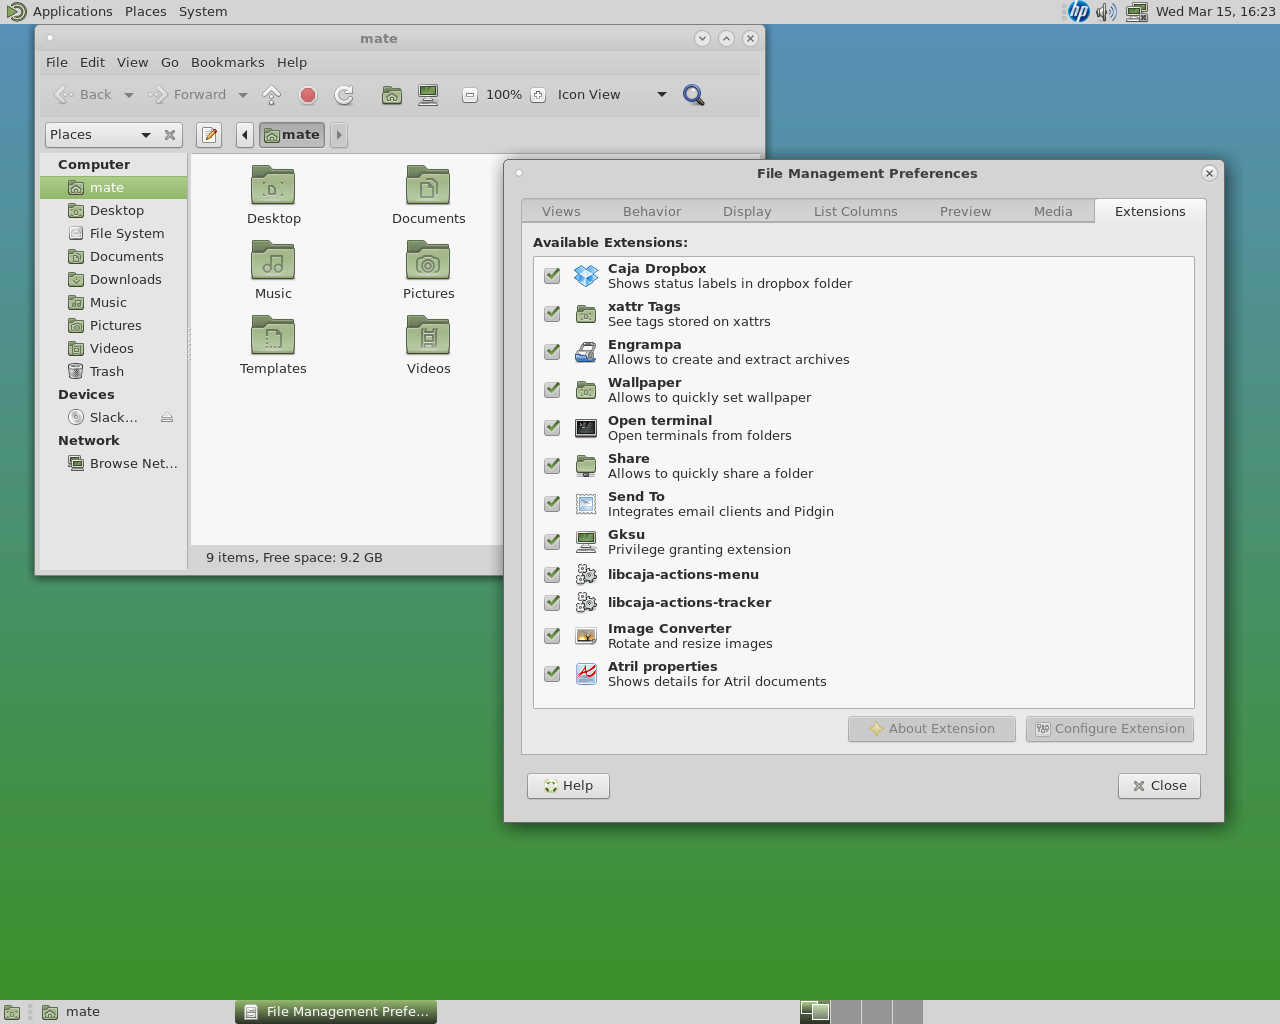 Applications Places System
hp
Wed Mar 15, 16:23
mate
File Edit View Go Bookmarks Help
Back Forward 100% Icon View
Places
mate
Computer
mate
Desktop
File System
Documents
Downloads
Music
Pictures
Videos
Trash
Devices
Slack...
Network
Browse Net...
Desktop
Documents
Music
Pictures
Templates
Videos
9 items, Free space: 9.2 GB
File Management Preferences
Views Behavior Display List Columns Preview Media Extensions
Available Extensions:
Caja Dropbox
Shows status labels in dropbox folder
xattr Tags
See tags stored on xattrs
Engrampa
Allows to create and extract archives
Wallpaper
Allows to quickly set wallpaper
Open terminal
Open terminals from folders
Share
Allows to quickly share a folder
Send To
Integrates email clients and Pidgin
Gksu
Privilege granting extension
libcaja-actions-menu
libcaja-actions-tracker
Image Converter
Rotate and resize images
Atril properties
Shows details for Atril documents
About Extension Configure Extension
Help Close
mate
File Management Prefe...